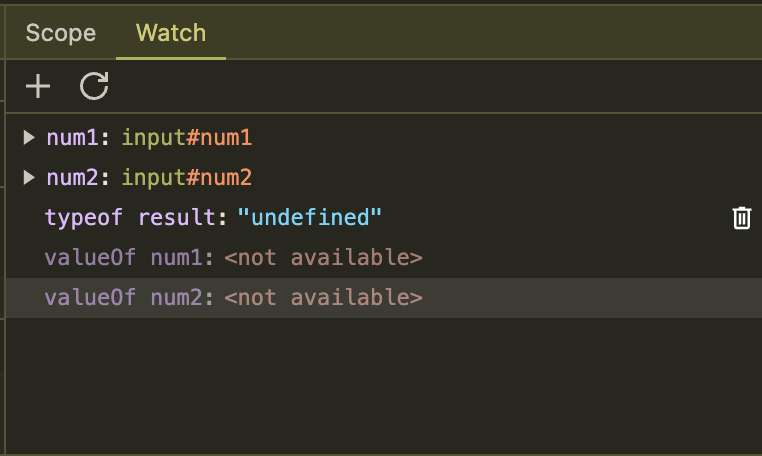 Scope Watch
num1: input#num1
num2: input#num2
typeof result: "undefined"
valueOf num1: <not available>
valueOf num2: <not available>